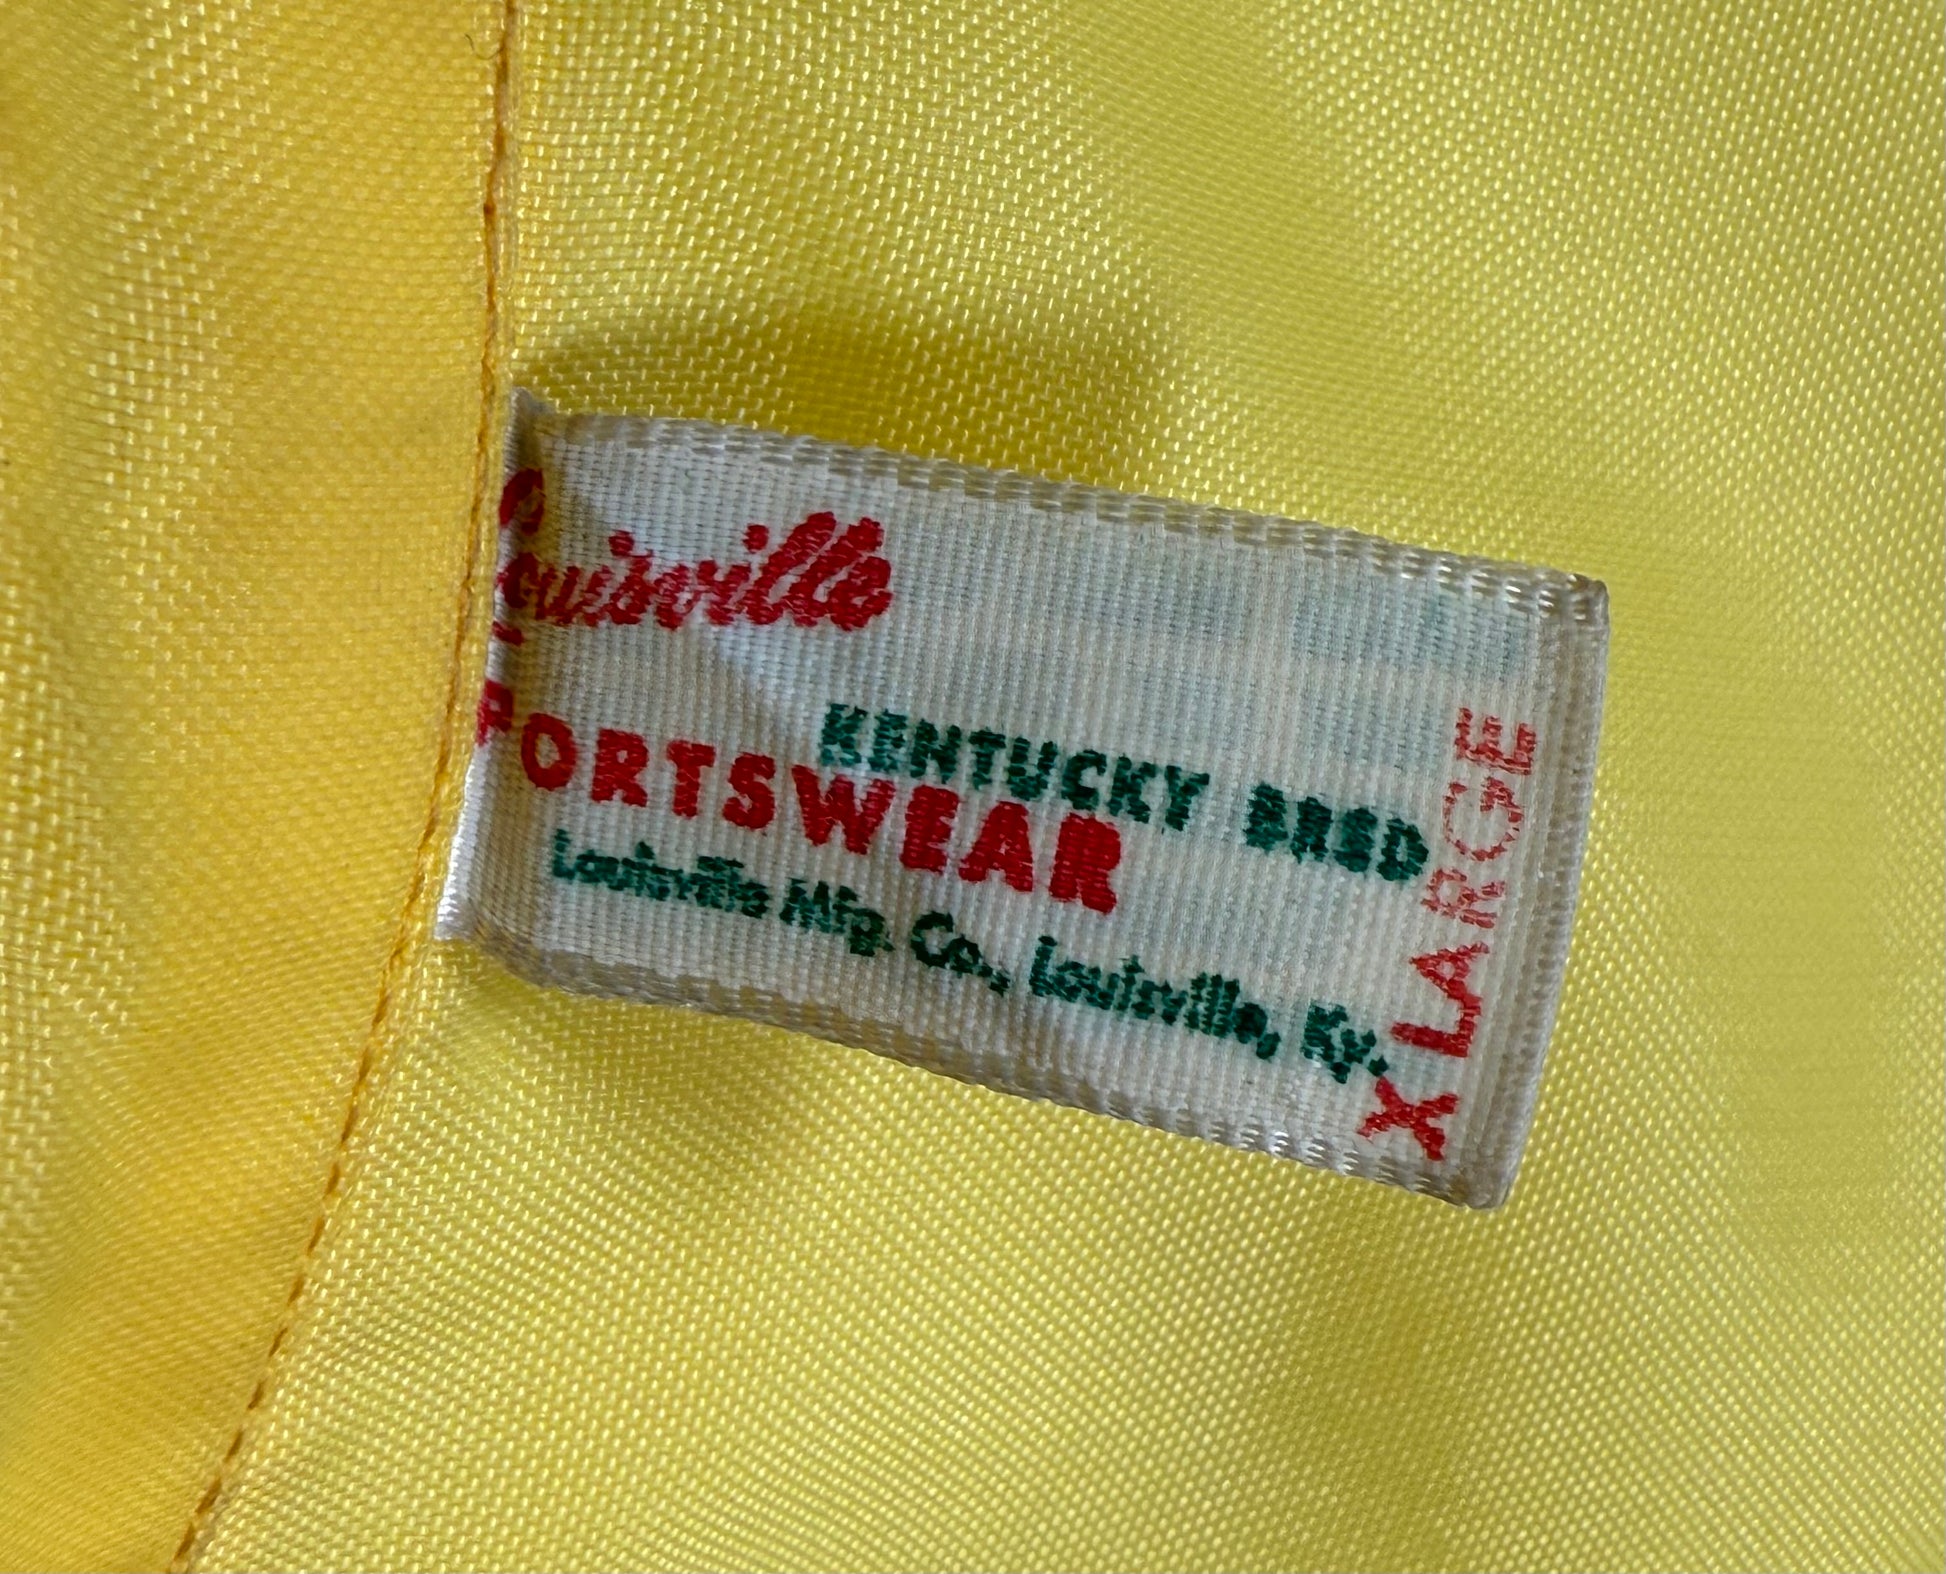 Louisville
KENTUCKY BRED
PORTSWEAR
Louisville Mfg. Co., Louisville, Ky.
X LARGE